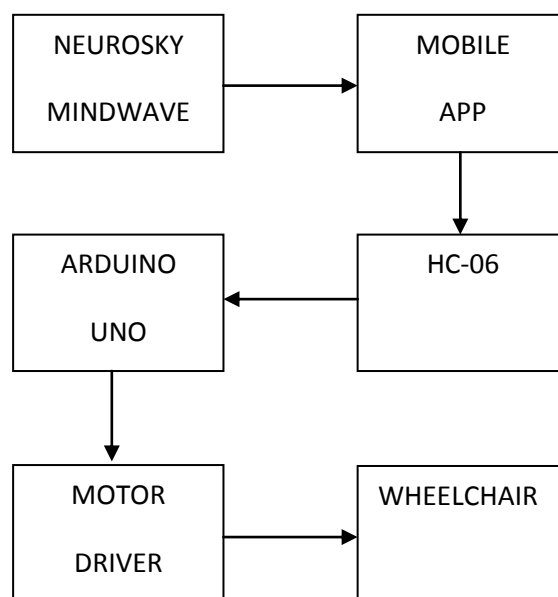 NEUROSKY
MINDWAVE
MOBILE
APP
ARDUINO
UNO
HC-06
MOTOR
DRIVER
WHEELCHAIR